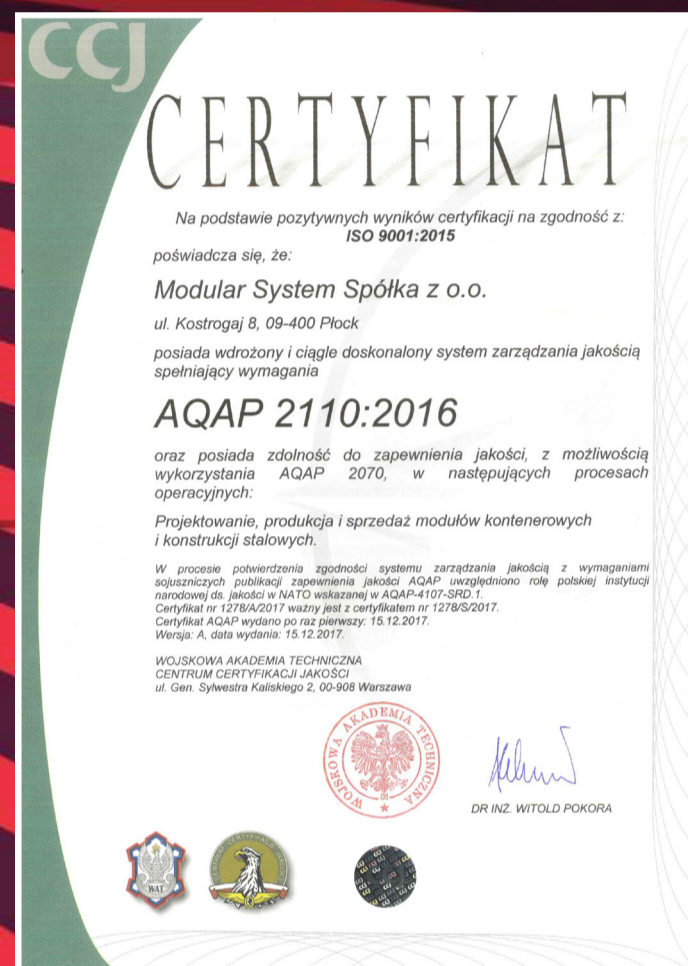 CCJ
CERTYFIKAT
Na podstawie pozytywnych wyników certyfikacji na zgodność z:
ISO 9001:2015
poświadcza się, że:
Modular System Spółka z o.o.
ul. Kostrogaj 8, 09-400 Płock
posiada wdrożony i ciągle doskonalony system zarządzania jakością
spełniający wymagania
AQAP 2110:2016
oraz posiada zdolność do zapewnienia jakości, z możliwością
wykorzystania AQAP 2070, w następujących procesach
operacyjnych:
Projektowanie, produkcja i sprzedaż modułów kontenerowych
i konstrukcji stalowych.
W procesie potwierdzenia zgodności systemu zarządzania jakością z wymaganiami
sojuszniczych publikacji zapewnienia jakości AQAP uwzględniono rolę polskiej instytucji
narodowej ds. jakości w NATO wskazanej w AQAP-4107-SRD.1.
Certyfikat nr 1278/A/2017 ważny jest z certyfikatem nr 1278/S/2017.
Certyfikat AQAP wydano po raz pierwszy: 15.12.2017.
Wersja: A, data wydania: 15.12.2017.
WOJSKOWA AKADEMIA TECHNICZNA
CENTRUM CERTYFIKACJI JAKOŚCI
ul. Gen. Sylwestra Kaliskiego 2, 00-908 Warszawa
WOJSKOWA AKADEMIA TECHNICZNA
DR INŻ. WITOLD POKORA
WAT
CENTRUM CERTYFIKACJI JAKOŚCI